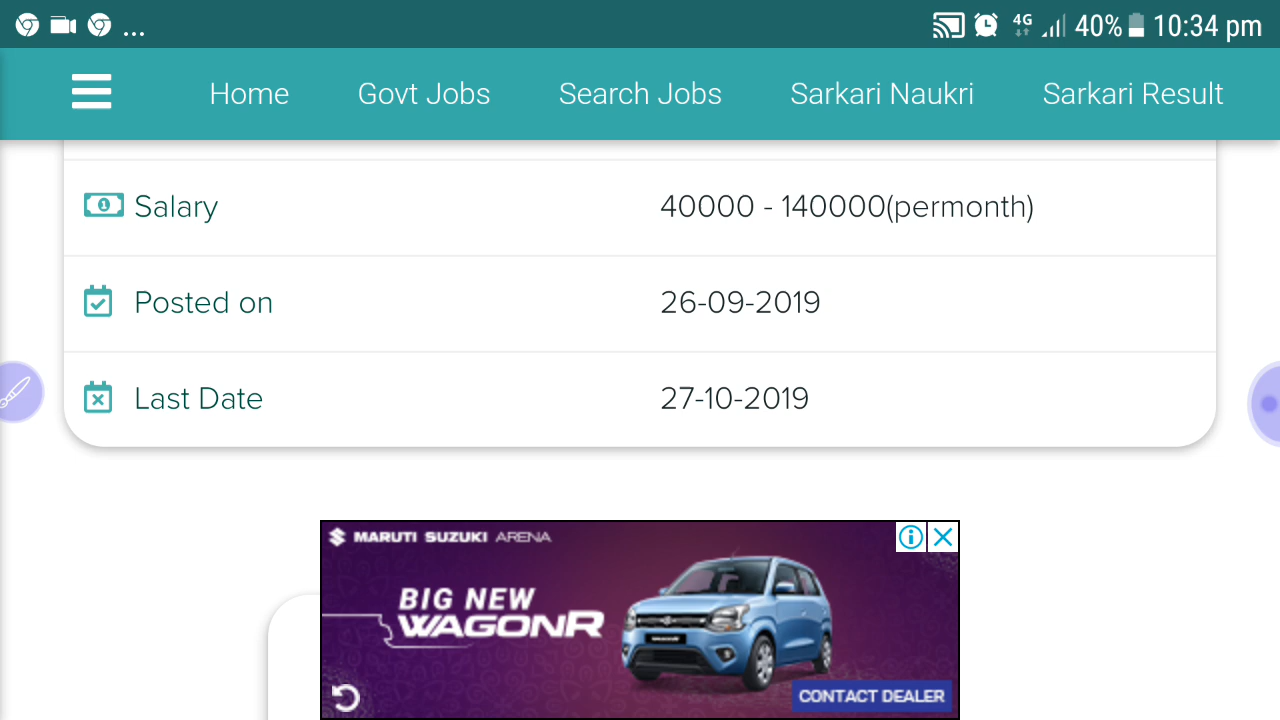 ... 4G 40% 10:34 pm
Home Govt Jobs Search Jobs Sarkari Naukri Sarkari Result
Salary 40000 - 140000(permonth)
Posted on 26-09-2019
Last Date 27-10-2019
MARUTI SUZUKI ARENA
BIG NEW
WAGONR
WAGONR
CONTACT DEALER